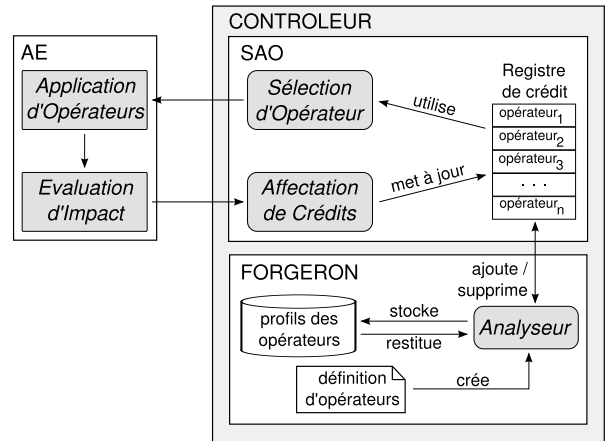 CONTROLEUR
AE
Application
d'Opérateurs
Evaluation
d'Impact
SAO
Sélection
d'Opérateur
utilise
Affectation
de Crédits
met à jour
Registre
de crédit
opérateur1
opérateur2
opérateur3
. . .
opérateurn
ajoute /
supprime
FORGERON
profils des
opérateurs
stocke
restitue
Analyseur
définition
d'opérateurs
crée